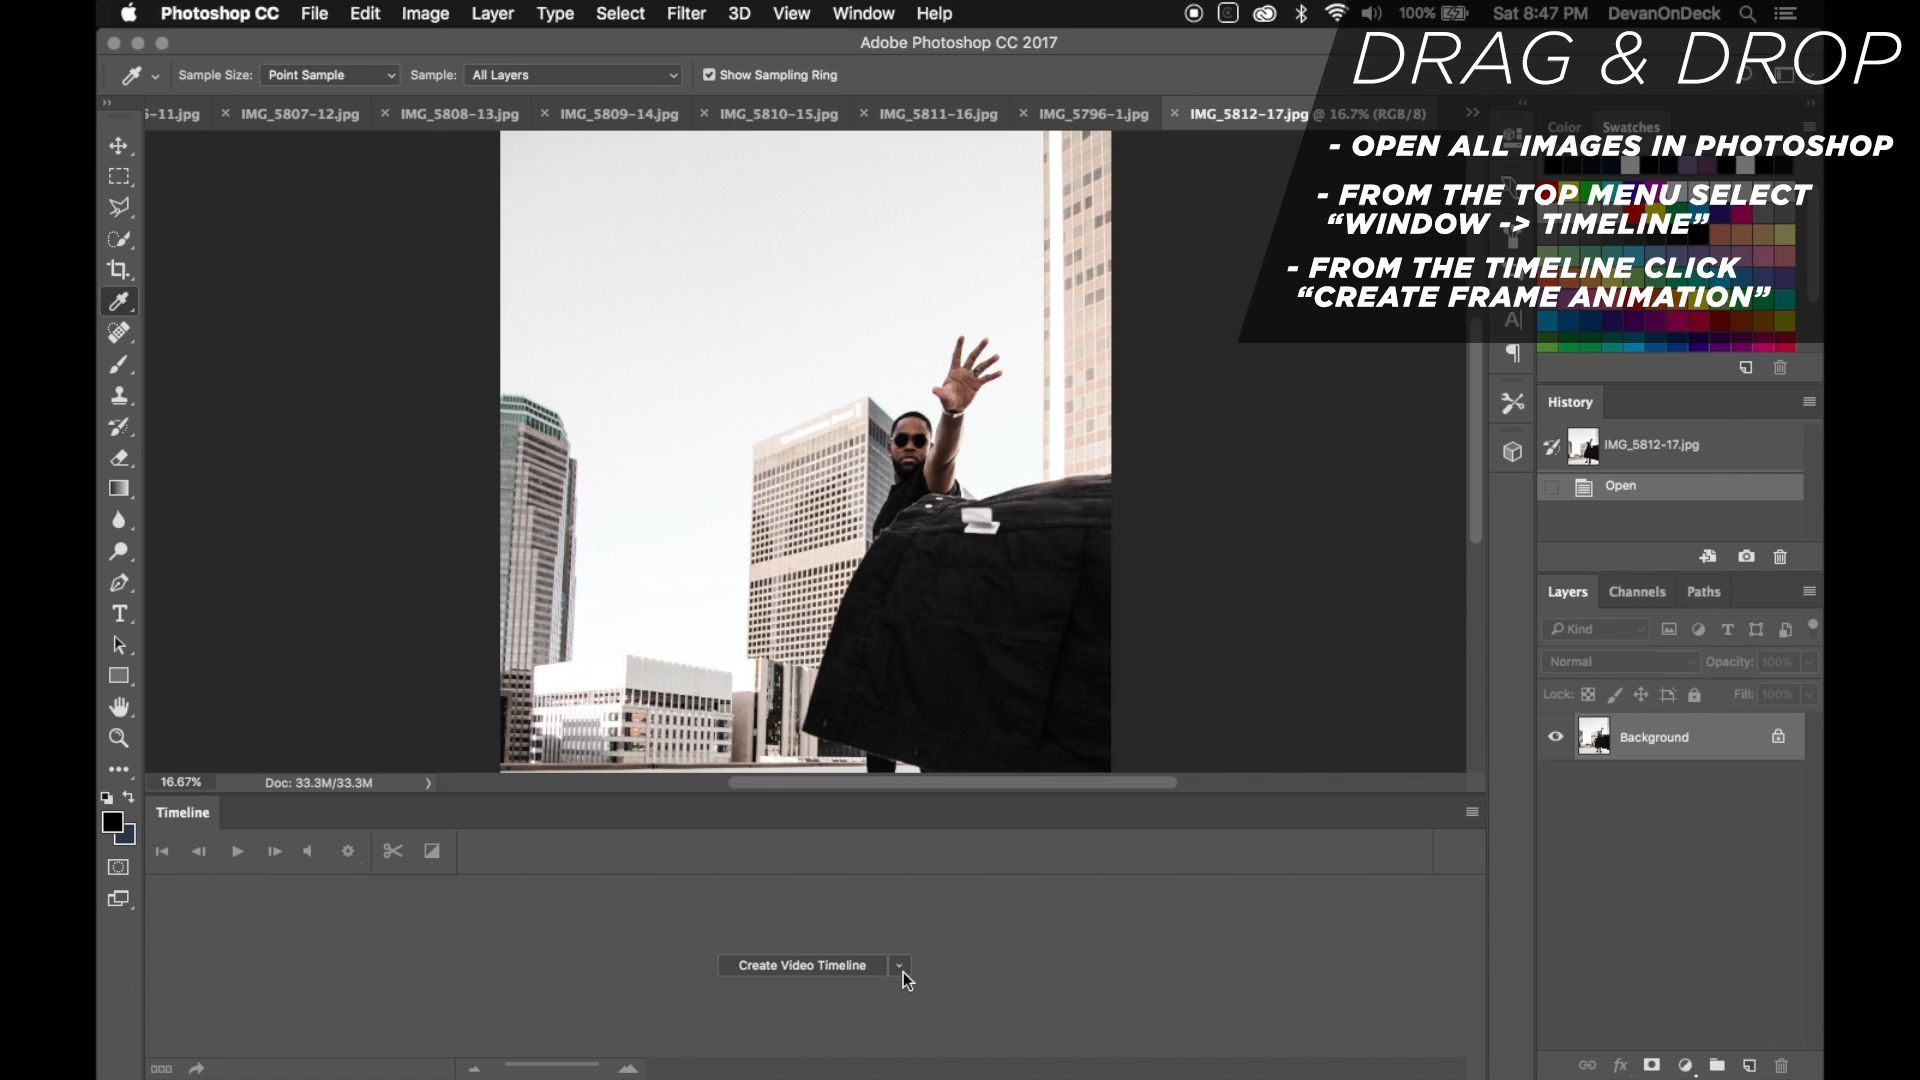 Photoshop CC File Edit Image Layer Type Select Filter 3D View Window Help 100% Sat 8:47 PM DevanOnDeck
Adobe Photoshop CC 2017
DRAG & DROP
Sample Size: Point Sample Sample: All Layers Show Sampling Ring
-11.jpg IMG_5807-12.jpg IMG_5808-13.jpg IMG_5809-14.jpg IMG_5810-15.jpg IMG_5811-16.jpg IMG_5796-1.jpg IMG_5812-17.jpg @ 16.7% (RGB/8)
Color Swatches
- OPEN ALL IMAGES IN PHOTOSHOP
- FROM THE TOP MENU SELECT
“WINDOW -> TIMELINE”
- FROM THE TIMELINE CLICK
“CREATE FRAME ANIMATION”
History
IMG_5812-17.jpg
Open
Layers Channels Paths
Kind
Normal Opacity: 100%
Lock: Fill: 100%
Background
16.67% Doc: 33.3M/33.3M
Timeline
Create Video Timeline
fx